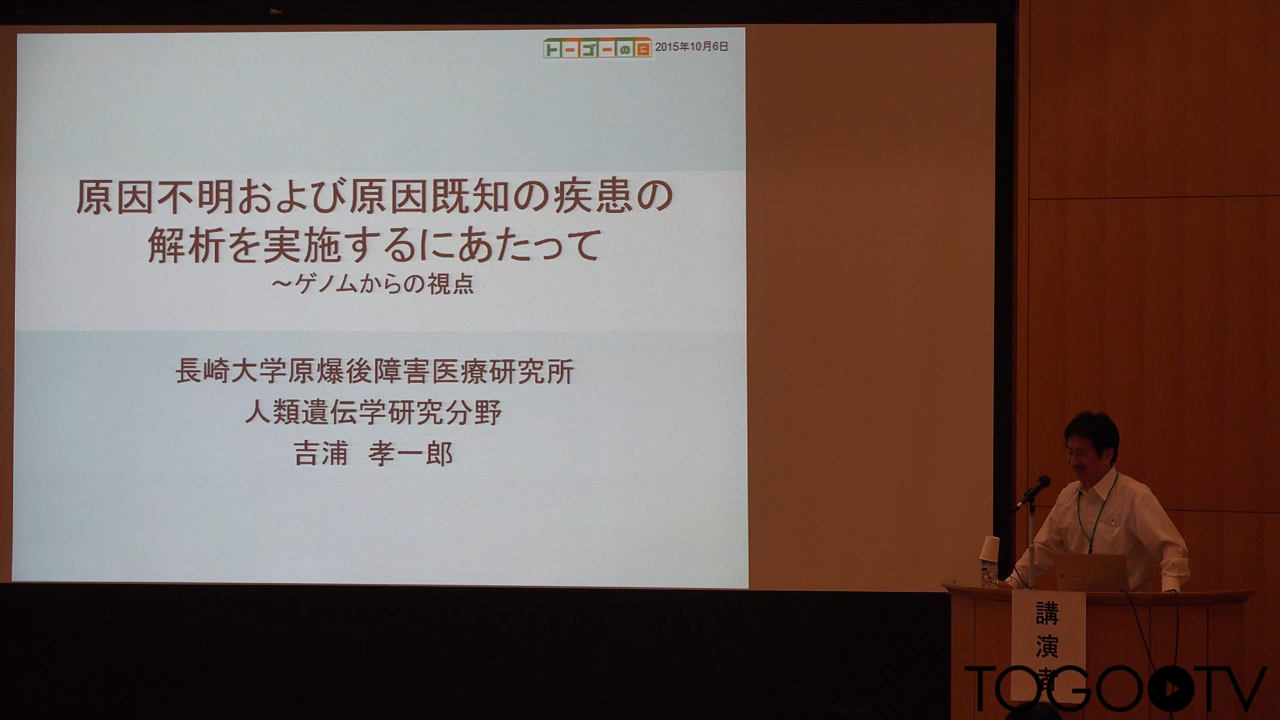 トーゴーの日 2015年10月6日
原因不明および原因既知の疾患の
解析を実施するにあたって
～ゲノムからの視点
長崎大学原爆後障害医療研究所
人類遺伝学研究分野
吉浦 孝一郎
講演者
TOGOTV